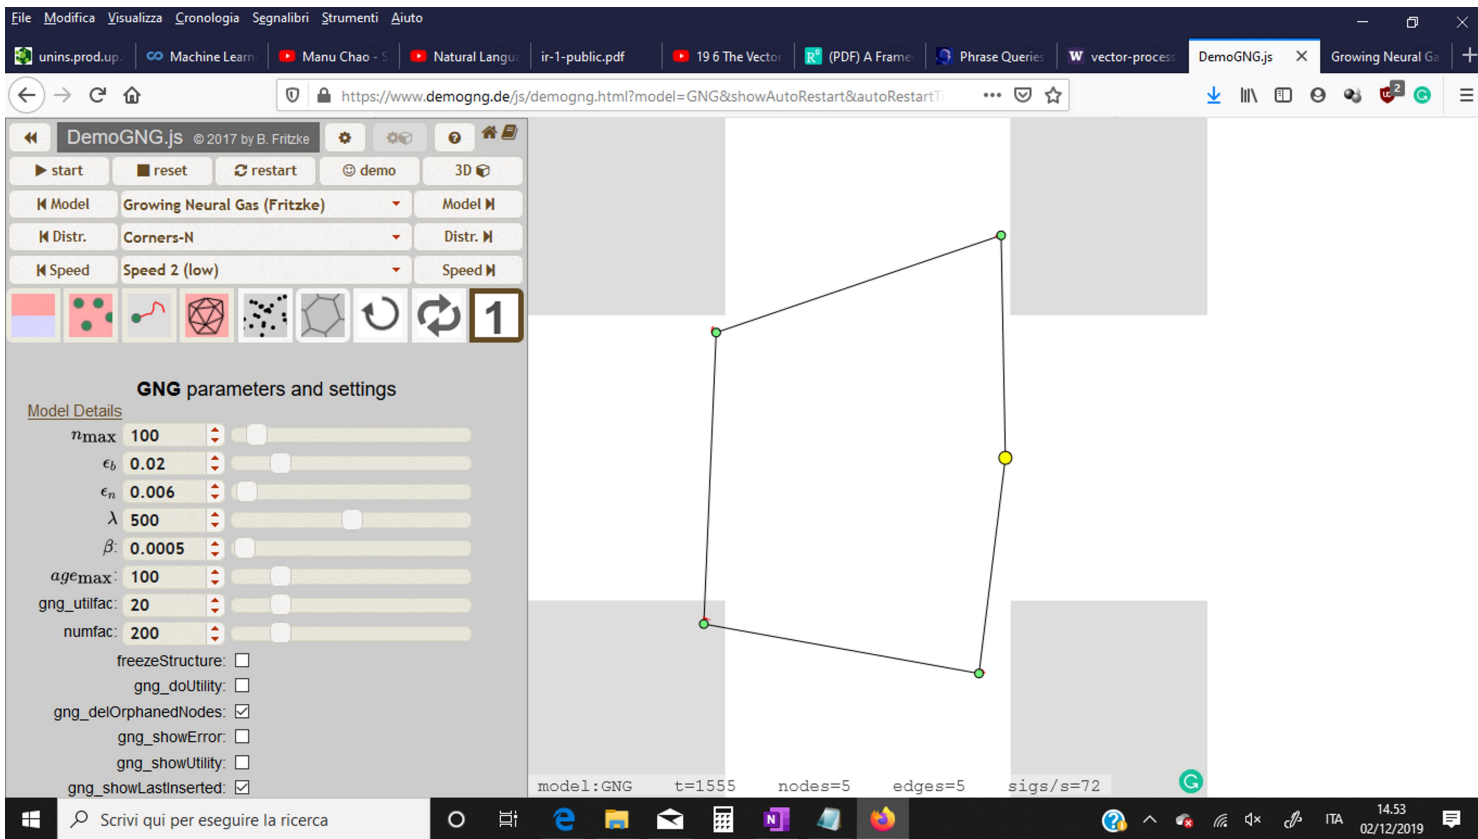 File Modifica Visualizza Cronologia Segnalibri Strumenti Aiuto
unins.prod.up. Machine Learn Manu Chao - S Natural Langua ir-1-public.pdf 19 6 The Vector (PDF) A Frame Phrase Queries vector-process DemoGNG.js Growing Neural Ga
https://www.demogng.de/js/demogng.html?model=GNG&showAutoRestart&autoRestartT 2
DemoGNG.js © 2017 by B. Fritzke
start reset restart demo 3D
Model Growing Neural Gas (Fritzke) Model
Distr. Corners-N Distr.
Speed Speed 2 (low) Speed
1
GNG parameters and settings
Model Details
nmax 100
ϵb 0.02
ϵn 0.006
λ 500
β: 0.0005
agemax: 100
gng_utilfac: 20
numfac: 200
freezeStructure:
gng_doUtility:
gng_delOrphanedNodes:
gng_showError:
gng_showUtility:
gng_showLastInserted:
model:GNG t=1555 nodes=5 edges=5 sigs/s=72
Scrivi qui per eseguire la ricerca
ITA 14.53
02/12/2019